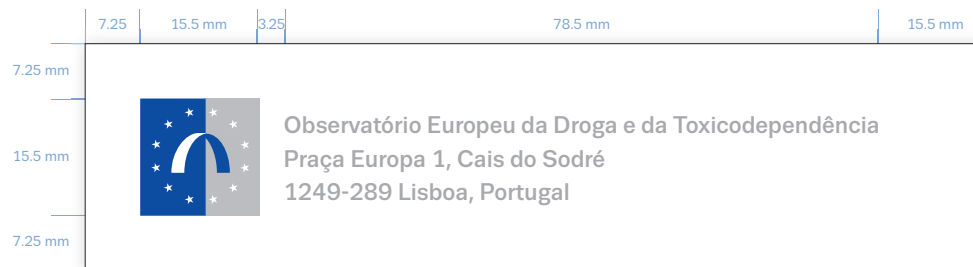 7.25 15.5 mm 3.25 78.5 mm 15.5 mm
7.25 mm
15.5 mm
7.25 mm
Observatório Europeu da Droga e da Toxicodependência
Praça Europa 1, Cais do Sodré
1249-289 Lisboa, Portugal